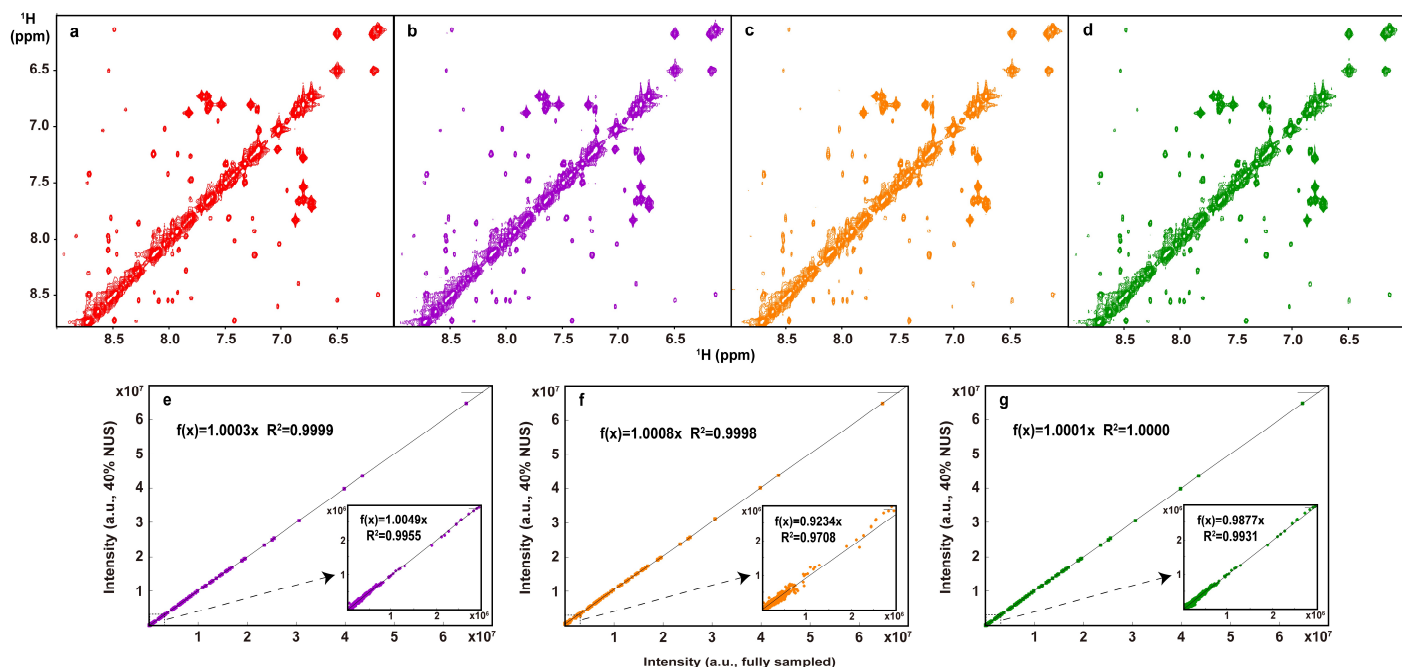 ¹H
(ppm)
a
b
c
d
6.5
7.0
7.5
8.0
8.5
8.5 8.0 7.5 7.0 6.5
8.5 8.0 7.5 7.0 6.5
8.5 8.0 7.5 7.0 6.5
8.5 8.0 7.5 7.0 6.5
¹H (ppm)
x10⁷
e
f(x)=1.0003x R²=0.9999
Intensity (a.u., 40% NUS)
6
5
4
3
2
1
x10⁶
f(x)=1.0049x
R²=0.9955
2
1
1 2 x10⁶
1 2 3 4 5 6 x10⁷
x10⁷
f
f(x)=1.0008x R²=0.9998
Intensity (a.u., 40% NUS)
6
5
4
3
2
1
x10⁶
f(x)=0.9234x
R²=0.9708
2
1
1 2 x10⁶
1 2 3 4 5 6 x10⁷
x10⁷
g
f(x)=1.0001x R²=1.0000
Intensity (a.u., 40% NUS)
6
5
4
3
2
1
x10⁶
f(x)=0.9877x
R²=0.9931
2
1
1 2 x10⁶
1 2 3 4 5 6 x10⁷
Intensity (a.u., fully sampled)